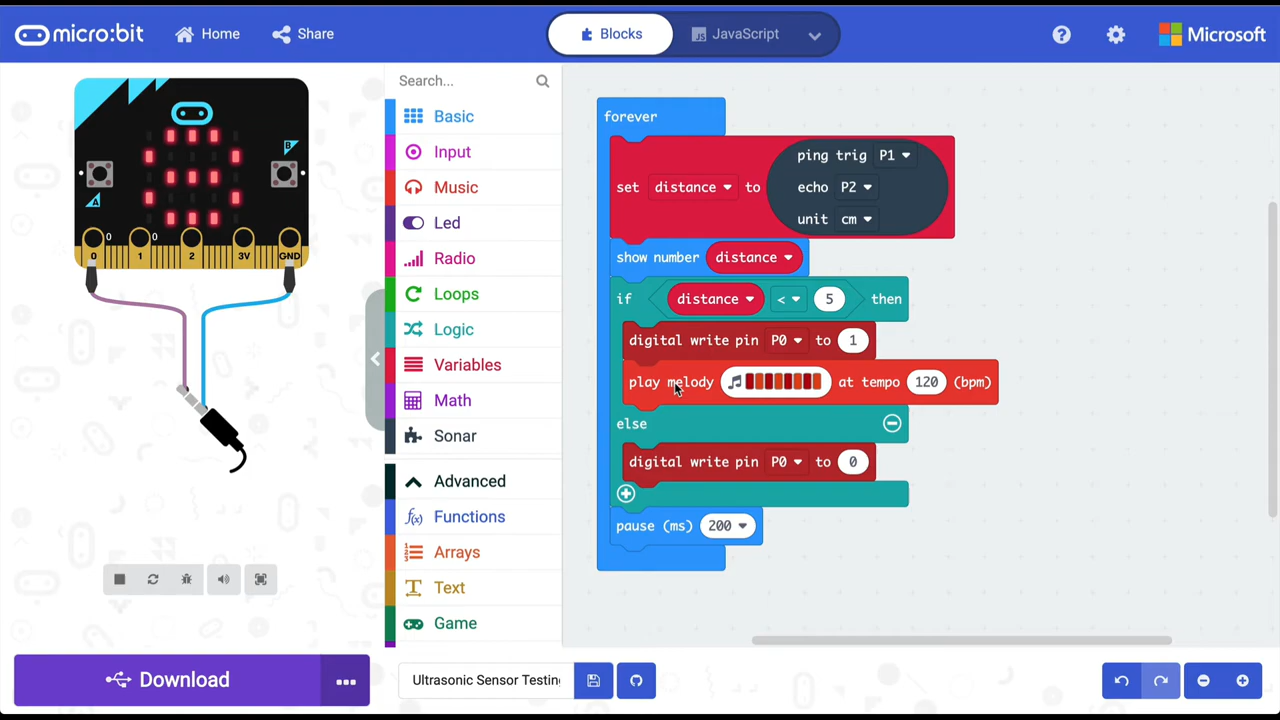 micro:bit Home Share Blocks JavaScript Microsoft
A
B
0 0
0 1 2 3V GND
Search...
Basic
Input
Music
Led
Radio
Loops
Logic
Variables
Math
Sonar
Advanced
Functions
Arrays
Text
Game
forever
ping trig P1
set distance to echo P2
unit cm
show number distance
if distance < 5 then
digital write pin P0 to 1
play melody at tempo 120 (bpm)
else
digital write pin P0 to 0
pause (ms) 200
Download
Ultrasonic Sensor Testing